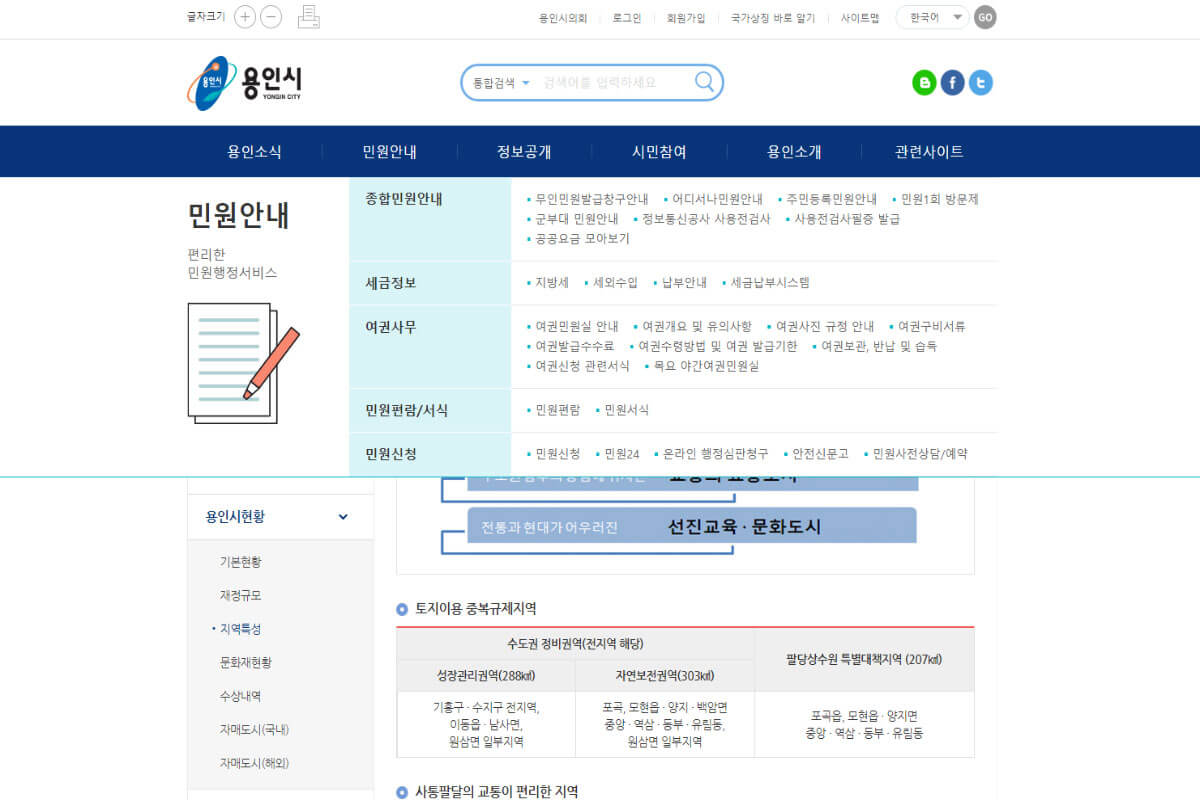 글자크기
용인시의회 로그인 회원가입 국가상징 바로 알기 사이트맵 한국어 GO
용인시 용인시
YONGIN CITY
통합검색 검색어를 입력하세요
용인소식 민원안내 정보공개 시민참여 용인소개 관련사이트
민원안내
편리한
민원행정서비스
종합민원안내
무인민원발급창구안내 어디서나민원안내 주민등록민원안내 민원1회 방문제
군부대 민원안내 정보통신공사 사용전검사 사용전검사필증 발급
공공요금 모아보기
세금정보
지방세 세외수입 납부안내 세금납부시스템
여권사무
여권민원실 안내 여권개요 및 유의사항 여권사진 규정 안내 여권구비서류
여권발급수수료 여권수령방법 및 여권 발급기한 여권보관, 반납 및 습득
여권신청 관련서식 목요 야간여권민원실
민원편람/서식
민원편람 민원서식
민원신청
민원신청 민원24 온라인 행정심판청구 안전신문고 민원사전상담/예약
용인시현황
기본현황
재정규모
지역특성
문화재현황
수상내역
자매도시(국내)
자매도시(해외)
전통과 현대가 어우러진 선진교육 · 문화도시
토지이용 중복규제지역
수도권 정비권역(전지역 해당)
팔당상수원 특별대책지역 (207㎢)
성장관리권역(288㎢) 자연보전권역(303㎢)
기흥구 · 수지구 전지역,
이동읍 · 남사면,
원삼면 일부지역
포곡, 모현읍 · 양지 · 백암면
중앙 · 역삼 · 동부 · 유림동,
원삼면 일부지역
포곡읍, 모현읍 · 양지면
중앙 · 역삼 · 동부 · 유림동
사통팔달의 교통이 편리한 지역